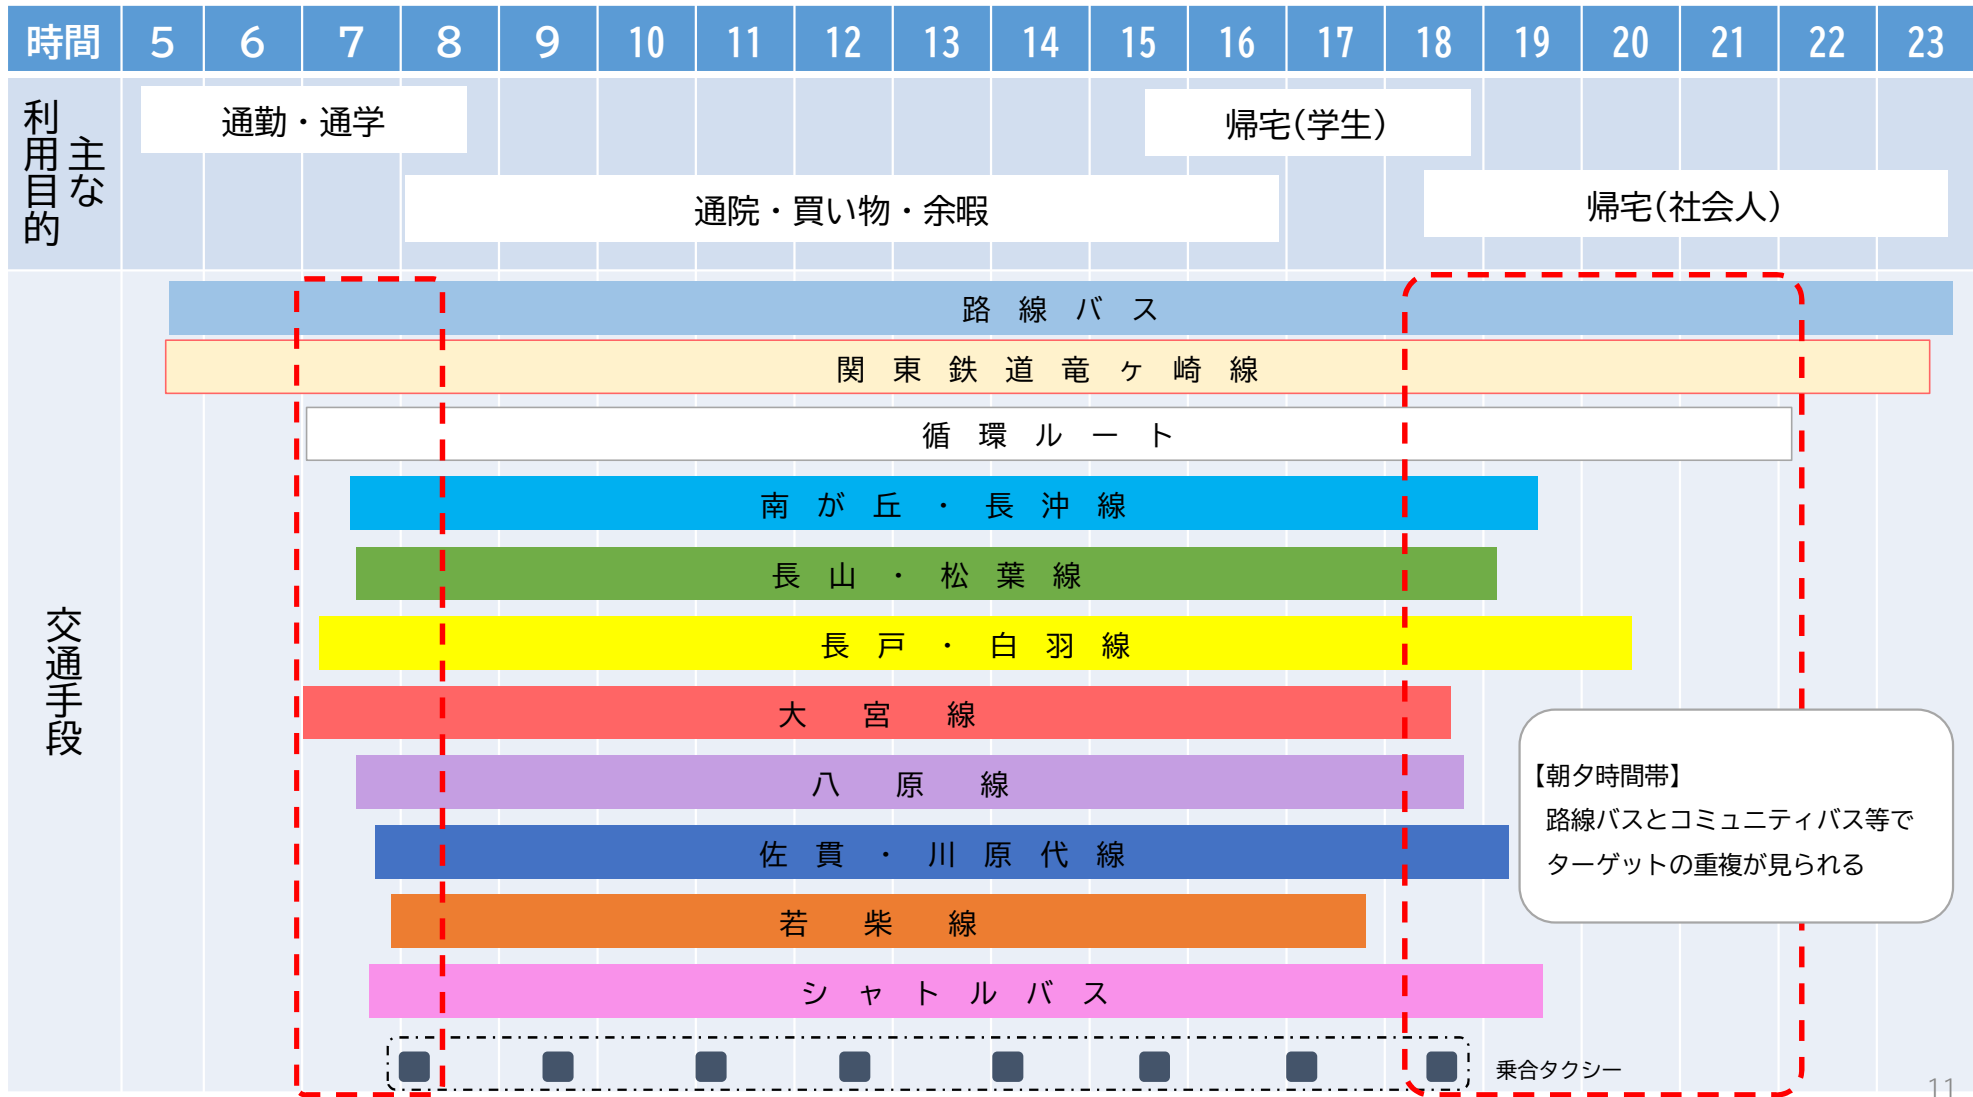 時間 5 6 7 8 9 10 11 12 13 14 15 16 17 18 19 20 21 22 23
主な
利用目的
通勤・通学
帰宅(学生)
通院・買い物・余暇
帰宅(社会人)
交通手段
路線バス
関東鉄道竜ヶ崎線
循環ルート
南が丘・長沖線
長山・松葉線
長戸・白羽線
大宮線
八原線
佐貫・川原代線
若柴線
シャトルバス
乗合タクシー
【朝夕時間帯】
路線バスとコミュニティバス等で
ターゲットの重複が見られる
11